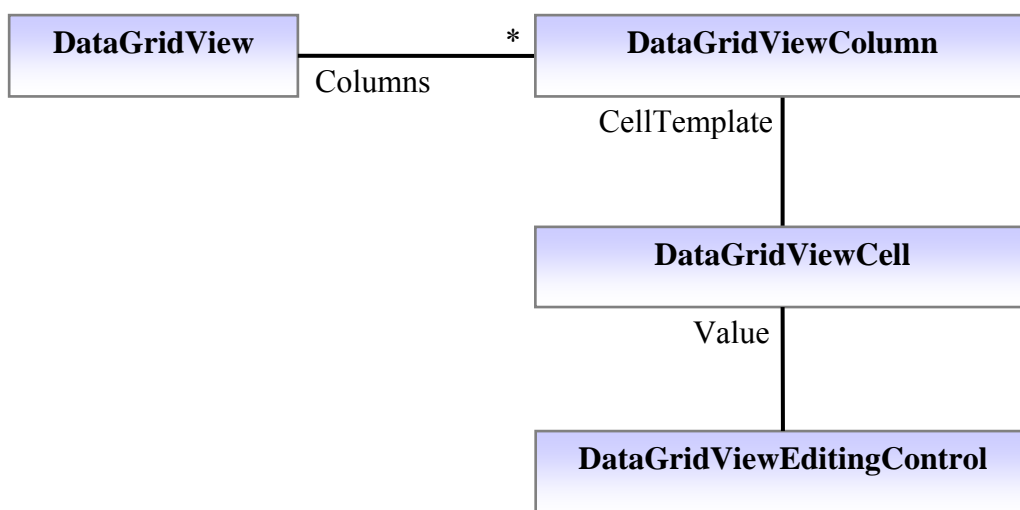 DataGridView
*
DataGridViewColumn
Columns
CellTemplate
DataGridViewCell
Value
DataGridViewEditingControl